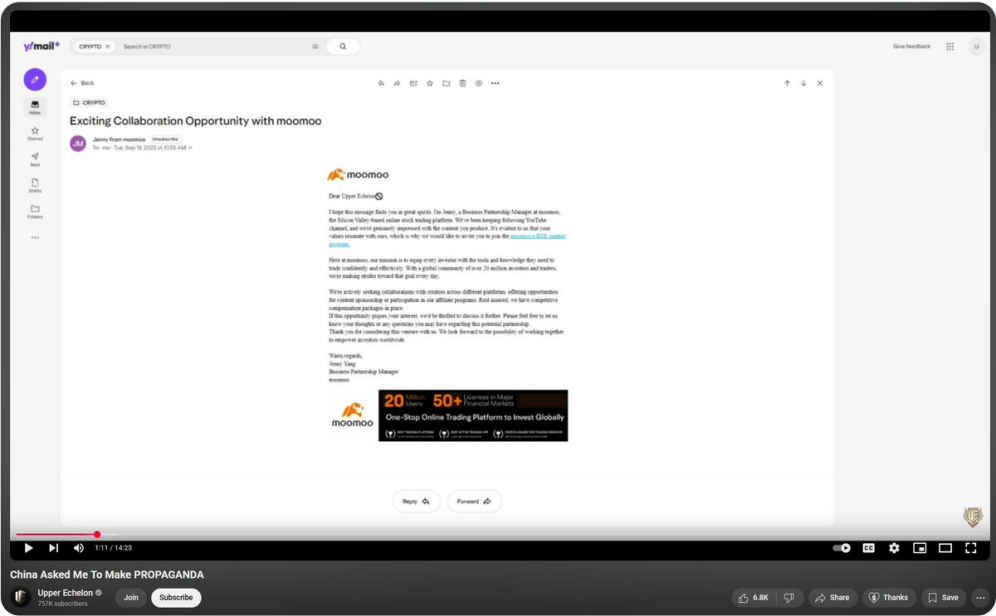 y!mail+
CRYPTO × Search in CRYPTO
Give feedback
U
Back
CRYPTO
Inbox
Starred
Send
Drafts
Folders
Exciting Collaboration Opportunity with moomoo
JM
Jenny from moomoo Unsubscribe
To: me · Tue, Sep 19, 2023 at 10:35 AM
moomoo
Dear Upper Echelon
I hope this message finds you in great spirits. I'm Jenny, a Business Partnership Manager at moomoo,
the Silicon Valley-based online stock trading platform. We've been keeping following YouTube
channel, and we're genuinely impressed with the content you produce. It's evident to us that your
values resonate with ours, which is why we would like to invite you to join the moomoo x KOL partner
program.
Here at moomoo, our mission is to equip every investor with the tools and knowledge they need to
trade confidently and effectively. With a global community of over 20 million investors and traders,
we're making strides toward that goal every day.
We're actively seeking collaborations with creators across different platforms, offering opportunities
for content sponsorship or participation in our affiliate programs. Rest assured, we have competitive
compensation packages in place.
If this opportunity piques your interest, we'd be thrilled to discuss it further. Please feel free to let us
know your thoughts or any questions you may have regarding this potential partnership.
Thank you for considering this venture with us. We look forward to the possibility of working together
to empower investors worldwide.
Warm regards,
Jenny Yang
Business Partnership Manager
moomoo
moomoo
20 Million Users 50+ Licenses in Major Financial Markets
One-Stop Online Trading Platform to Invest Globally
Reply
Forward
1:11 / 14:23
CC
China Asked Me To Make PROPAGANDA
Upper Echelon
757K subscribers
Join
Subscribe
6.8K
Share
Thanks
Save